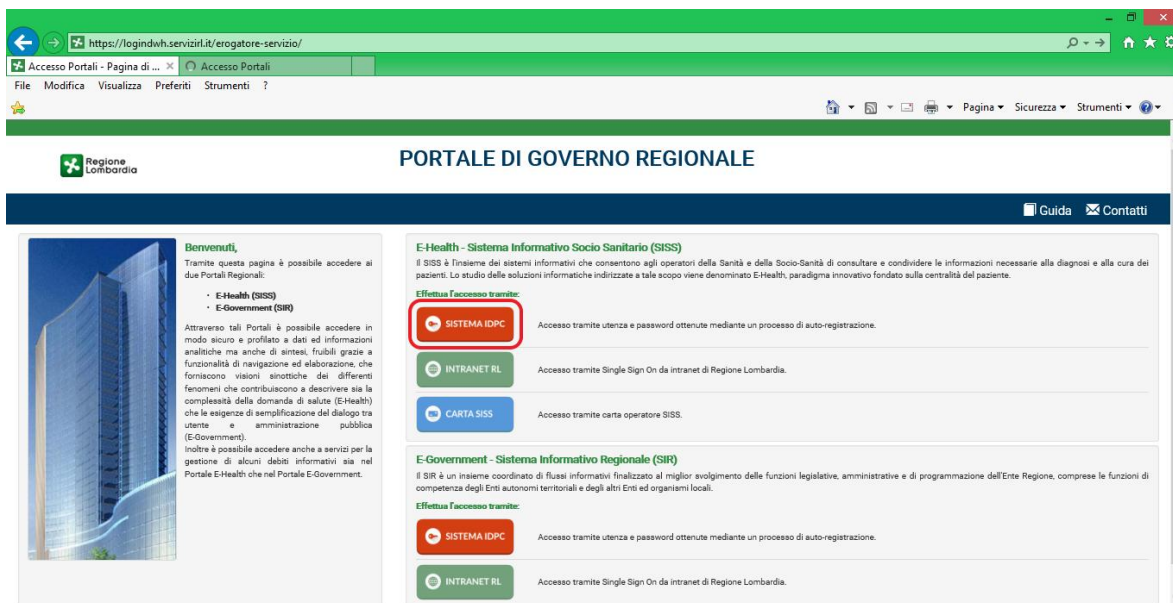 https://logindwh.servizirl.it/erogatore-servizio/
Accesso Portali - Pagina di ...
Accesso Portali
File Modifica Visualizza Preferiti Strumenti ?
Pagina Sicurezza Strumenti
Regione
Lombardia
PORTALE DI GOVERNO REGIONALE
Guida Contatti
Benvenuti,
Tramite questa pagina è possibile accedere ai
due Portali Regionali:
· E-Health (SISS)
· E-Government (SIR)
Attraverso tali Portali è possibile accedere in
modo sicuro e profilato a dati ed informazioni
analitiche ma anche di sintesi, fruibili grazie a
funzionalità di navigazione ed elaborazione, che
forniscono visioni sinottiche dei differenti
fenomeni che contribuiscono a descrivere sia la
complessità della domanda di salute (E-Health)
che le esigenze di semplificazione del dialogo tra
utente e amministrazione pubblica
(E-Government).
Inoltre è possibile accedere anche a servizi per la
gestione di alcuni debiti informativi sia nel
Portale E-Health che nel Portale E-Government.
E-Health - Sistema Informativo Socio Sanitario (SISS)
Il SISS è l'insieme dei sistemi informativi che consentono agli operatori della Sanità e della Socio-Sanità di consultare e condividere le informazioni necessarie alla diagnosi e alla cura dei
pazienti. Lo studio delle soluzioni informatiche indirizzate a tale scopo viene denominato E-Health, paradigma innovativo fondato sulla centralità del paziente.
Effettua l'accesso tramite:
SISTEMA IDPC Accesso tramite utenza e password ottenute mediante un processo di auto-registrazione.
INTRANET RL Accesso tramite Single Sign On da intranet di Regione Lombardia.
CARTA SISS Accesso tramite carta operatore SISS.
E-Government - Sistema Informativo Regionale (SIR)
Il SIR è un insieme coordinato di flussi informativi finalizzato al miglior svolgimento delle funzioni legislative, amministrative e di programmazione dell'Ente Regione, comprese le funzioni di
competenza degli Enti autonomi territoriali e degli altri Enti ed organismi locali.
Effettua l'accesso tramite:
SISTEMA IDPC Accesso tramite utenza e password ottenute mediante un processo di auto-registrazione.
INTRANET RL Accesso tramite Single Sign On da intranet di Regione Lombardia.